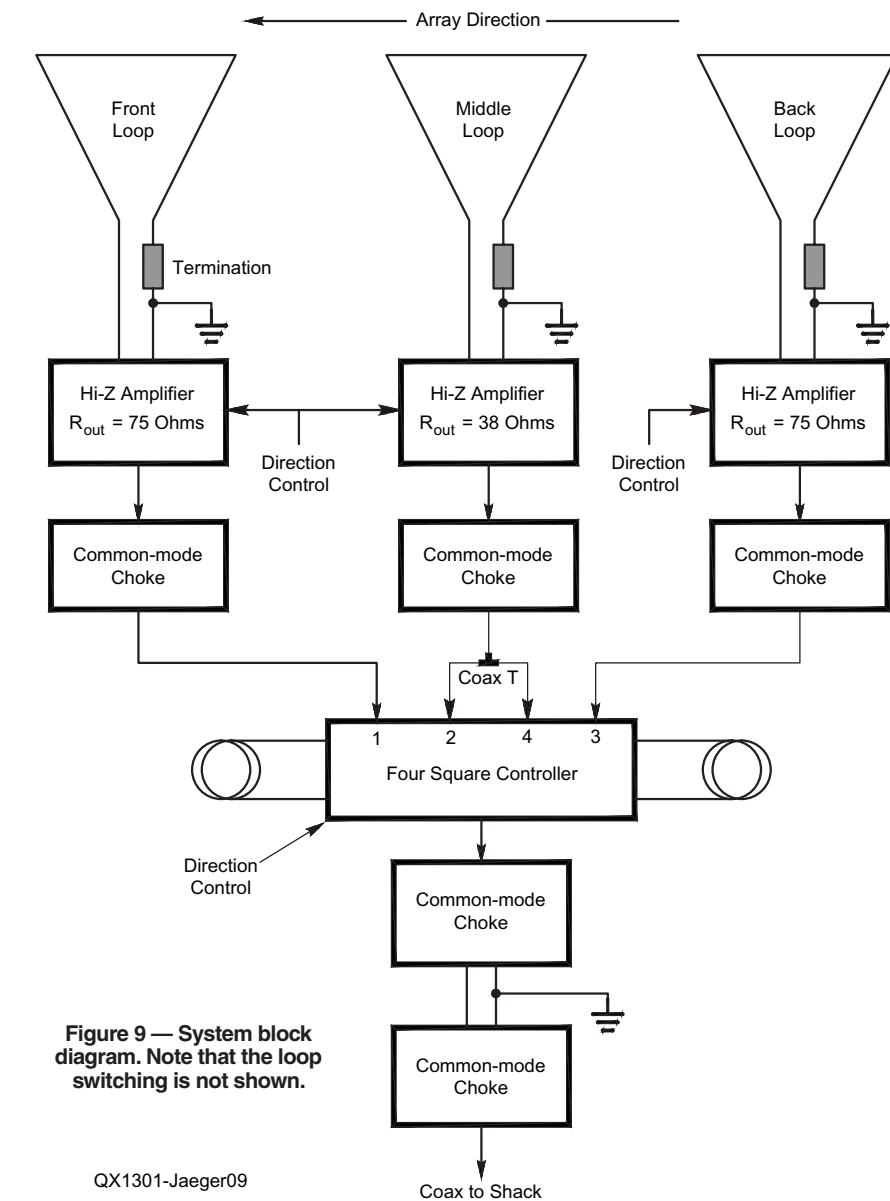 Array Direction
Front
Loop
Middle
Loop
Back
Loop
Termination
Hi-Z Amplifier
Rout = 75 Ohms
Hi-Z Amplifier
Rout = 38 Ohms
Hi-Z Amplifier
Rout = 75 Ohms
Direction
Control
Direction
Control
Common-mode
Choke
Common-mode
Choke
Common-mode
Choke
Coax T
1 2 4 3
Four Square Controller
Direction
Control
Common-mode
Choke
Figure 9 — System block
diagram. Note that the loop
switching is not shown.
Common-mode
Choke
QX1301-Jaeger09
Coax to Shack